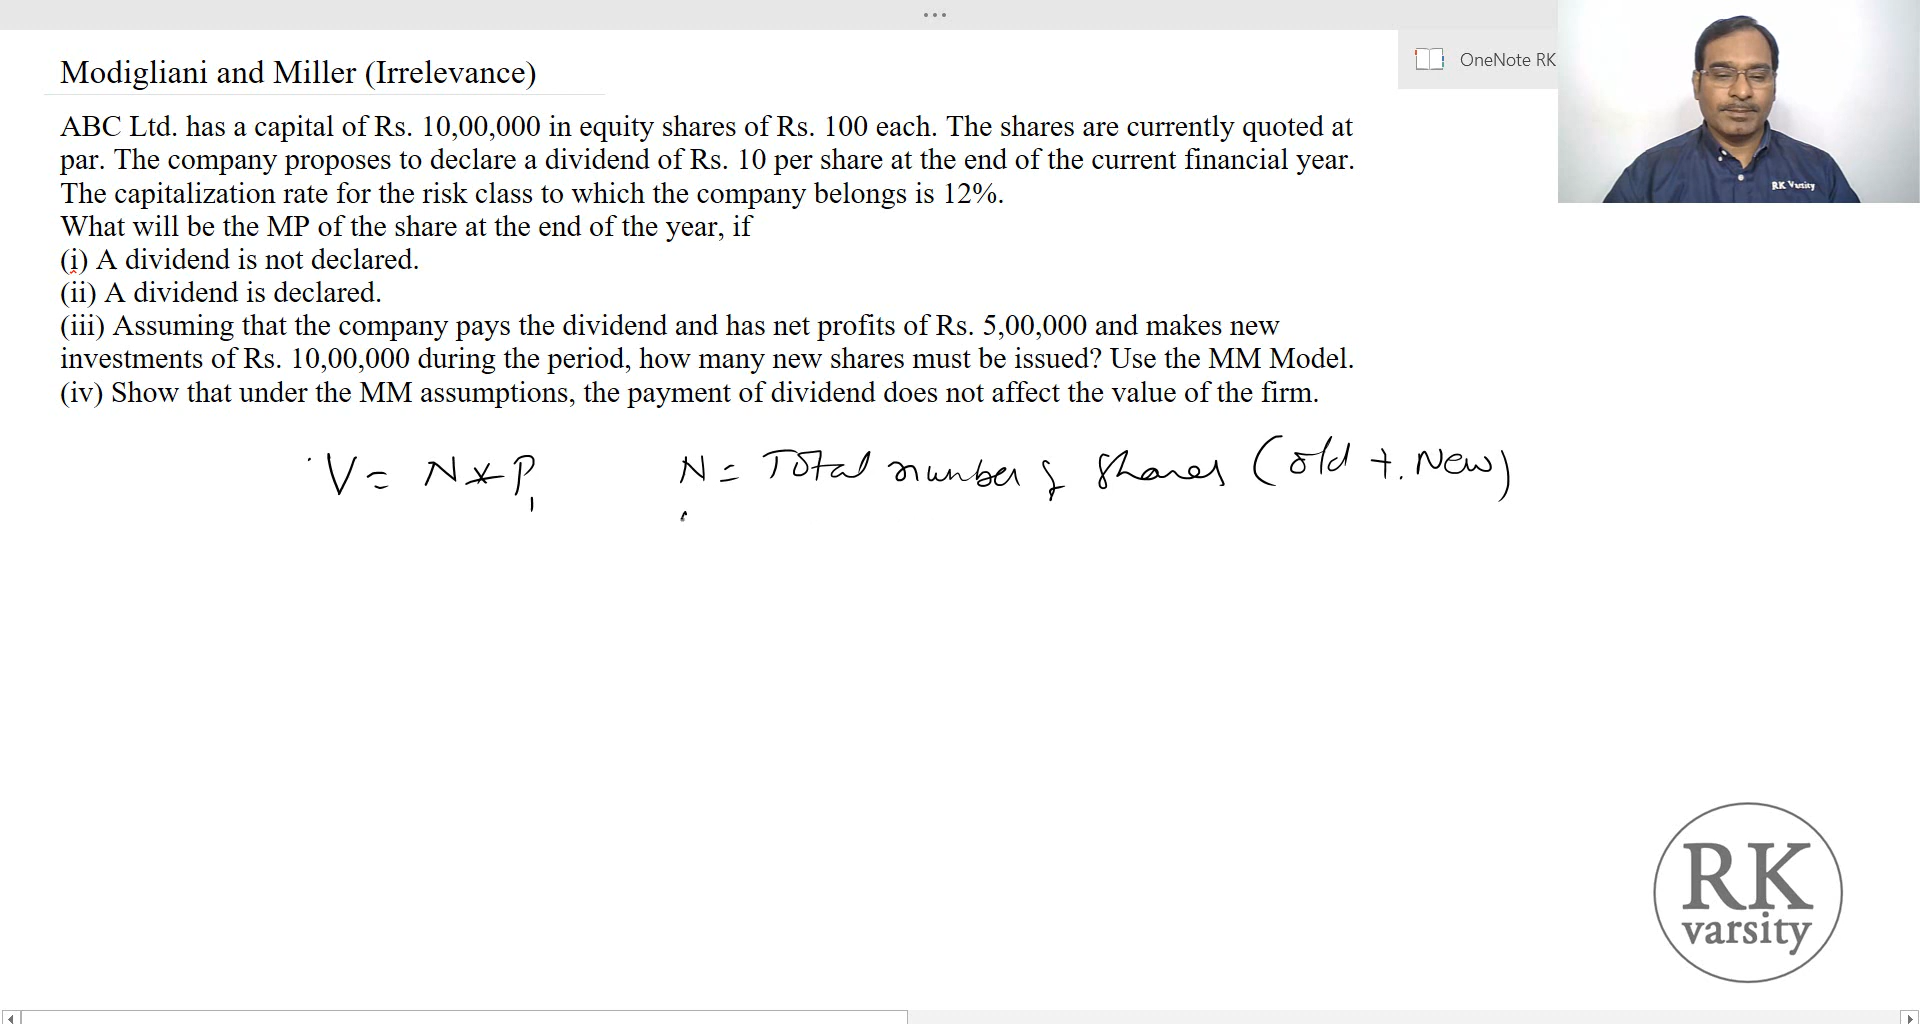 Modigliani and Miller (Irrelevance)
OneNote RK
ABC Ltd. has a capital of Rs. 10,00,000 in equity shares of Rs. 100 each. The shares are currently quoted at
par. The company proposes to declare a dividend of Rs. 10 per share at the end of the current financial year.
The capitalization rate for the risk class to which the company belongs is 12%.
What will be the MP of the share at the end of the year, if
(i) A dividend is not declared.
(ii) A dividend is declared.
(iii) Assuming that the company pays the dividend and has net profits of Rs. 5,00,000 and makes new
investments of Rs. 10,00,000 during the period, how many new shares must be issued? Use the MM Model.
(iv) Show that under the MM assumptions, the payment of dividend does not affect the value of the firm.
V = N * P₁ N = Total number of shares (old + New)
RK Varsity
RK
varsity